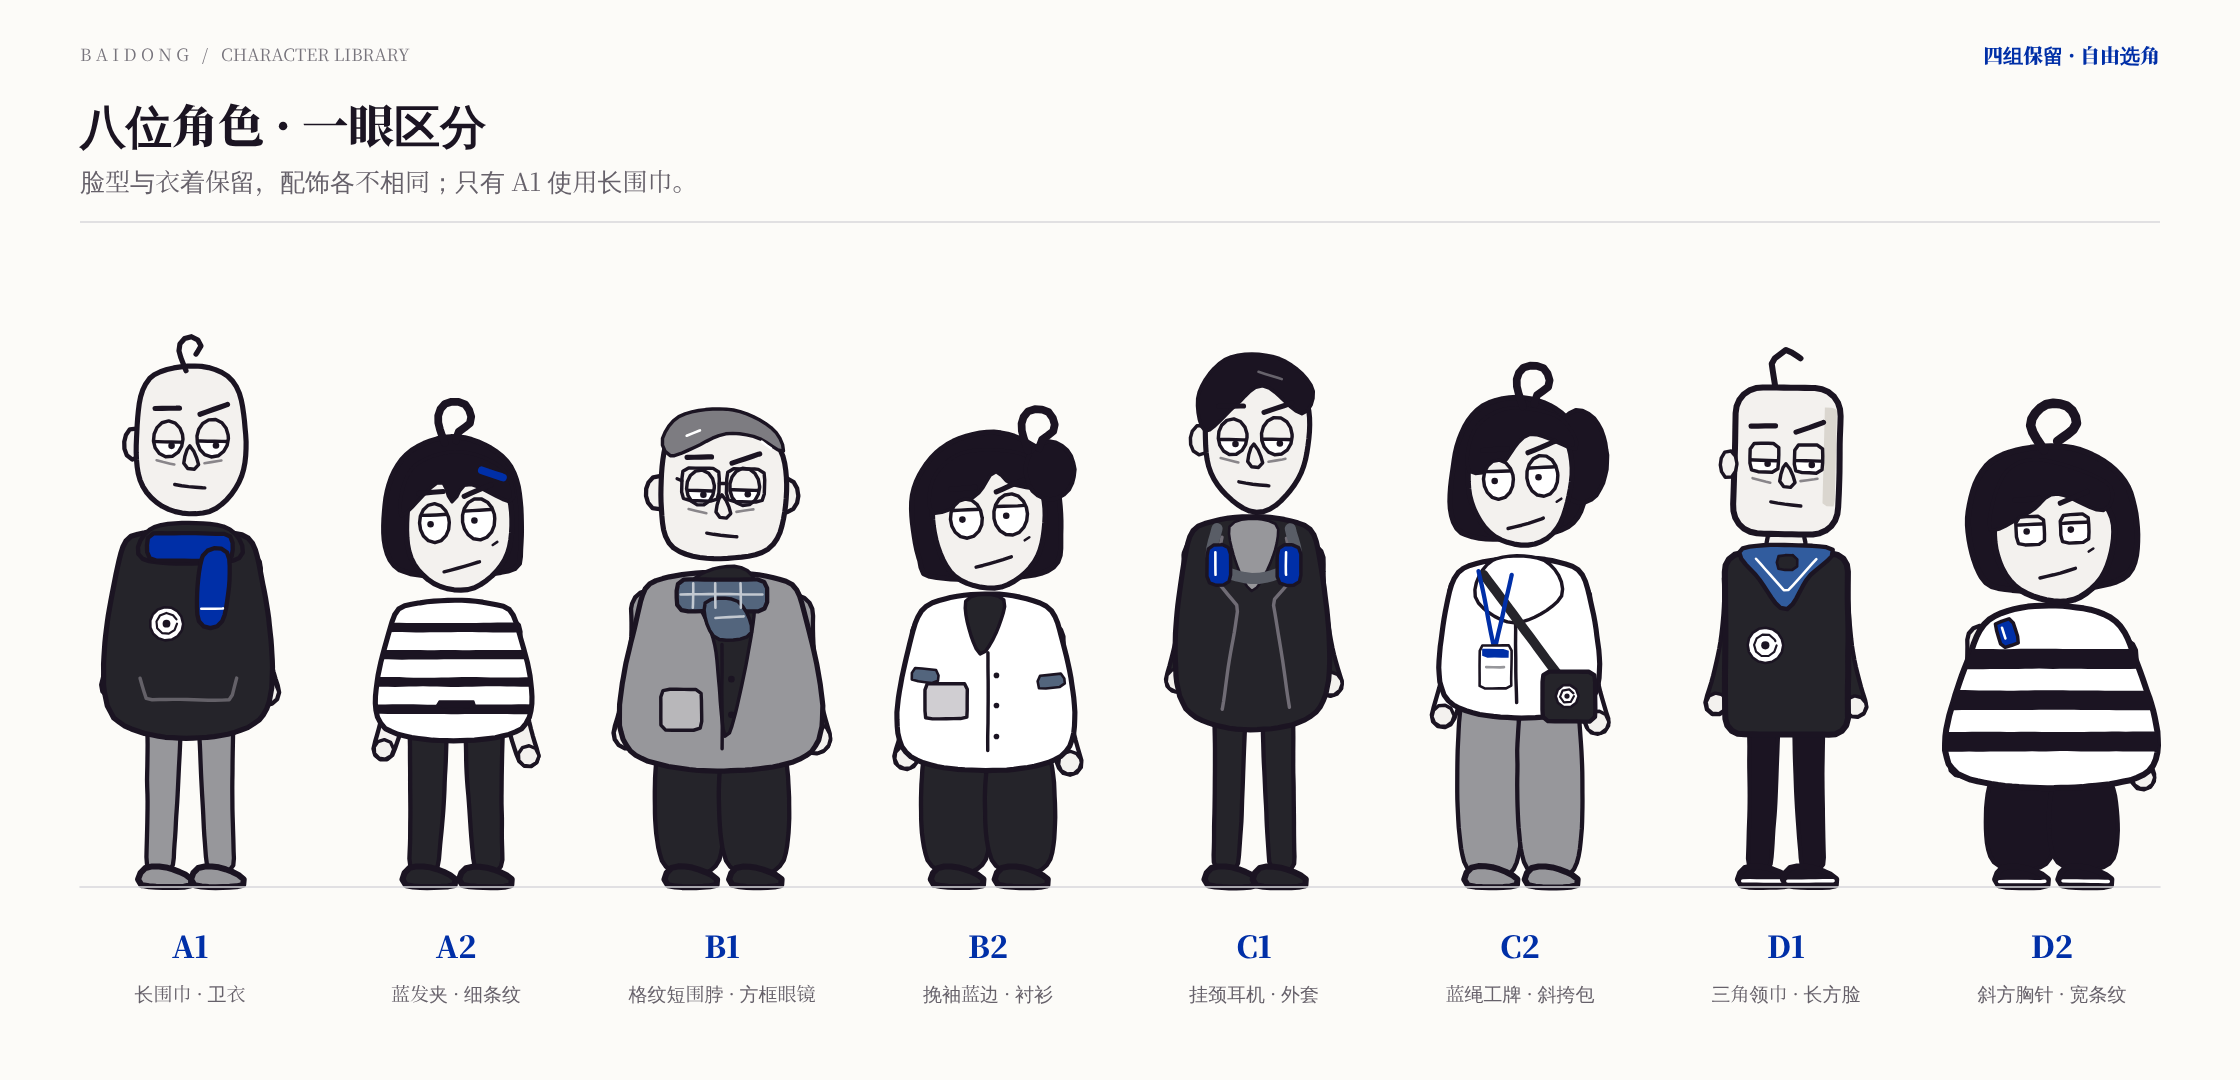 BAIDONG / CHARACTER LIBRARY
四组保留 · 自由选角
八位角色 · 一眼区分
脸型与衣着保留，配饰各不相同；只有 A1 使用长围巾。
A1
A2
B1
B2
C1
C2
D1
D2
长围巾 · 卫衣
蓝发夹 · 细条纹
格纹短围脖 · 方框眼镜
挽袖蓝边 · 衬衫
挂颈耳机 · 外套
蓝绳工牌 · 斜挎包
三角领巾 · 长方脸
斜方胸针 · 宽条纹